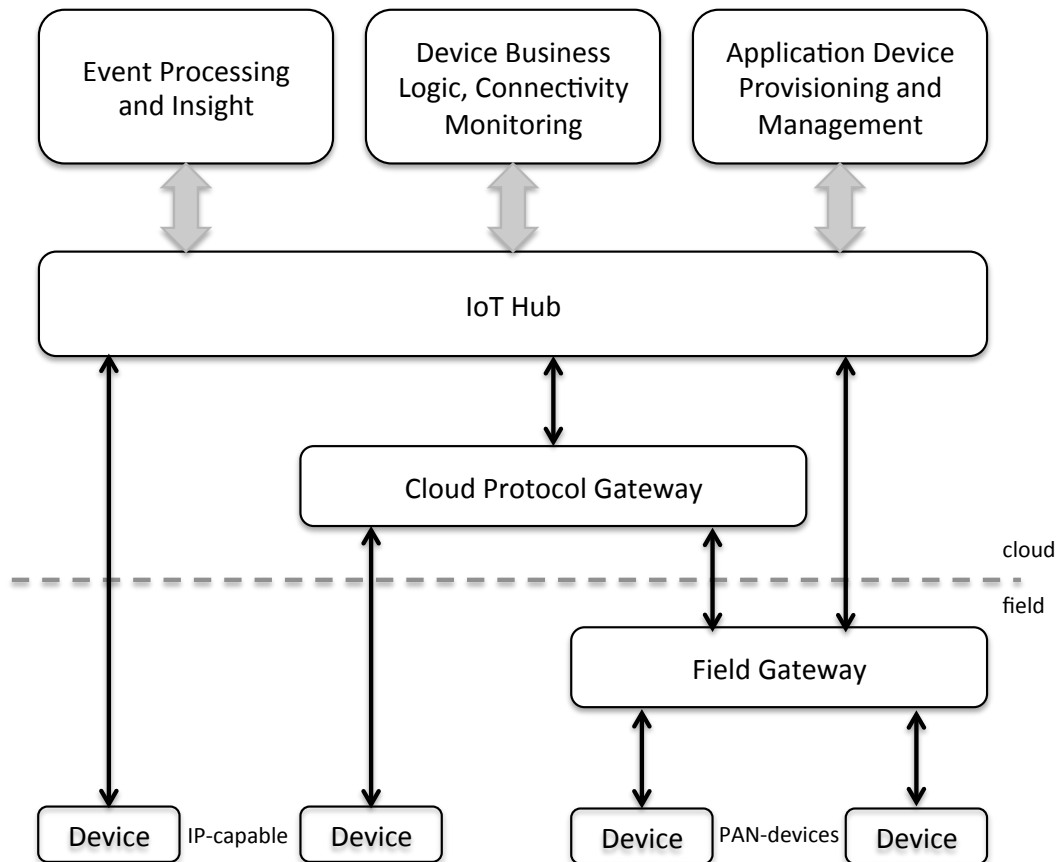 Event Processing
and Insight
Device Business
Logic, Connectivity
Monitoring
Application Device
Provisioning and
Management
IoT Hub
Cloud Protocol Gateway
cloud
field
Field Gateway
Device
IP-capable
Device
Device
PAN-devices
Device